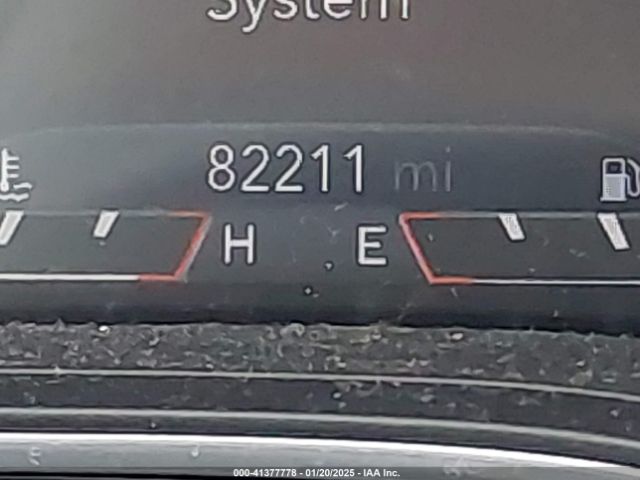 System
82211 mi
H E
000-41377778 - 01/20/2025 - IAA Inc.